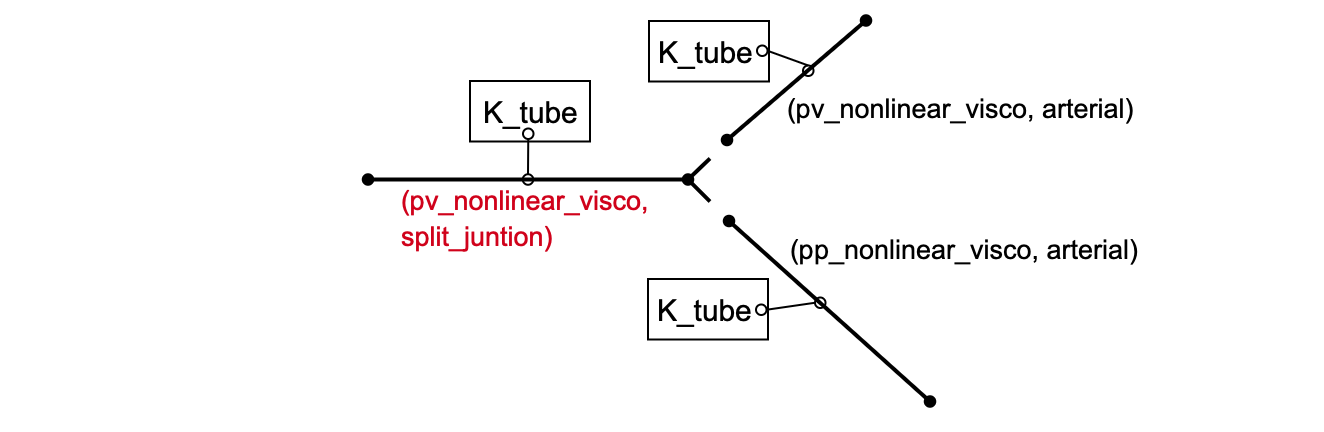 K_tube
(pv_nonlinear_visco, arterial)
K_tube
(pv_nonlinear_visco,
split_juntion)
(pp_nonlinear_visco, arterial)
K_tube